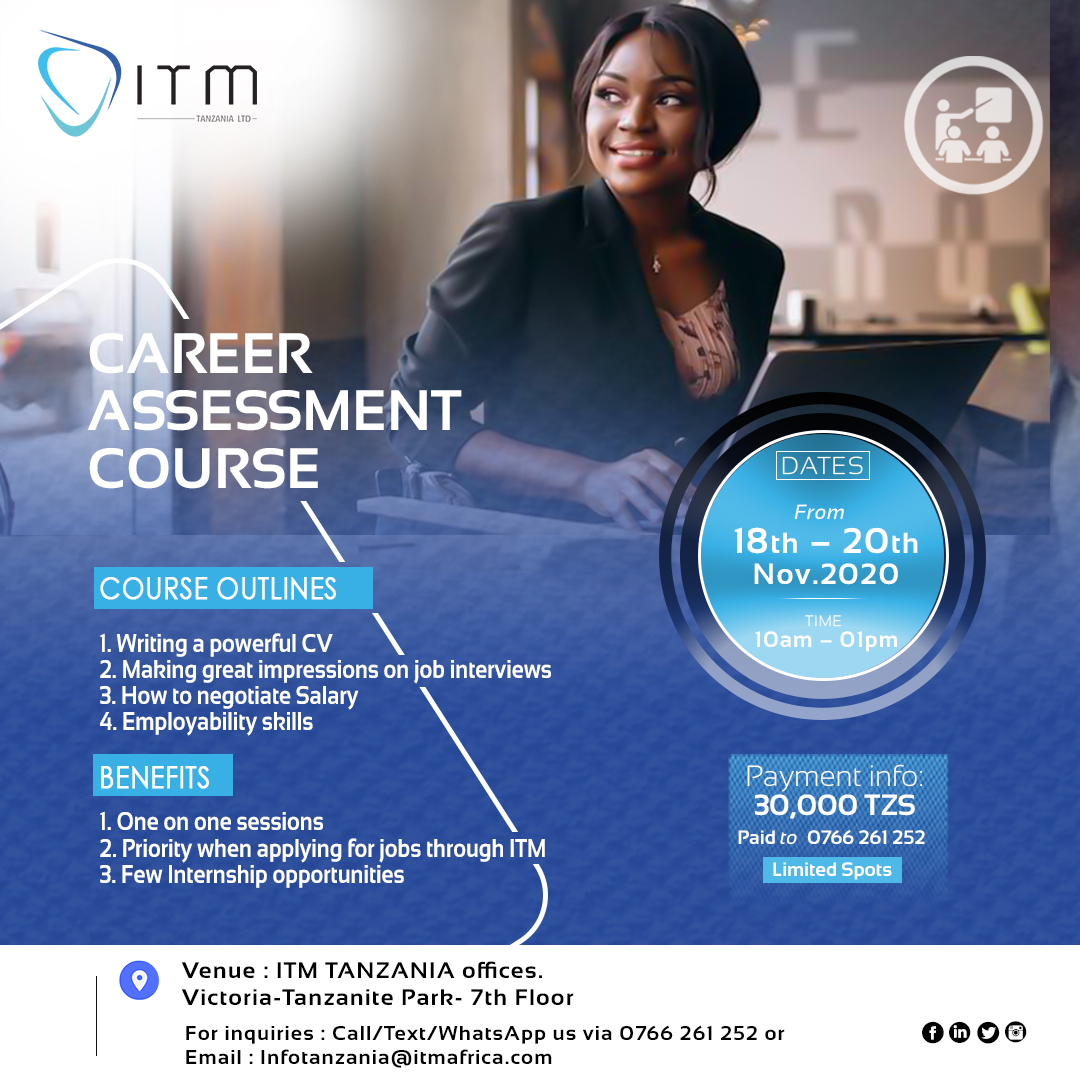 ITM
TANZANIA LTD
CAREER
ASSESSMENT
COURSE
DATES
From
18th – 20th
Nov.2020
TIME
10am – 01pm
COURSE OUTLINES
1. Writing a powerful CV
2. Making great impressions on job interviews
3. How to negotiate Salary
4. Employability skills
BENEFITS
1. One on one sessions
2. Priority when applying for jobs through ITM
3. Few Internship opportunities
Payment info:
30,000 TZS
Paid to 0766 261 252
Limited Spots
Venue : ITM TANZANIA offices.
Victoria-Tanzanite Park- 7th Floor
For inquiries : Call/Text/WhatsApp us via 0766 261 252 or
Email : Infotanzania@itmafrica.com